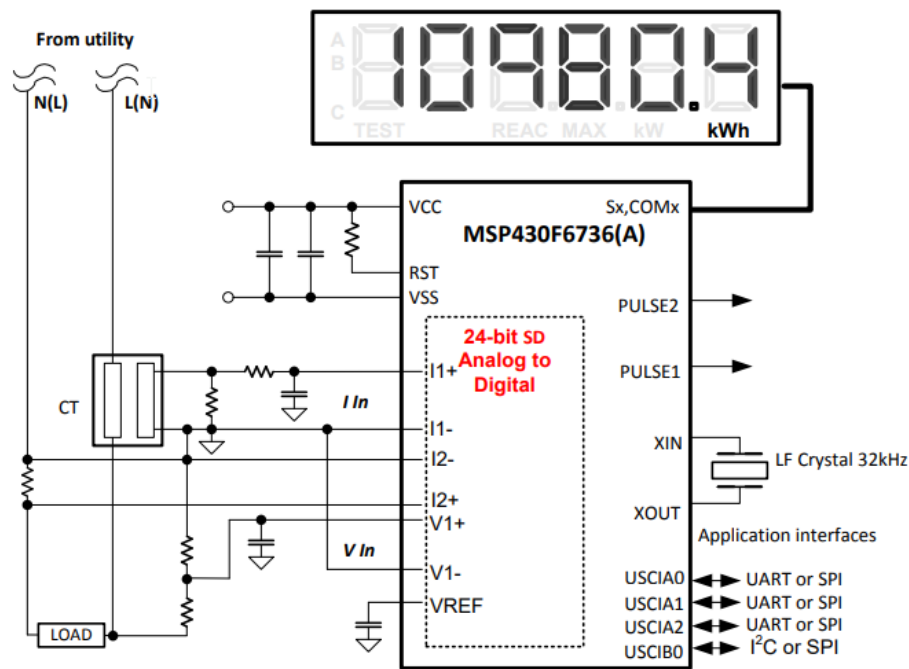 From utility
N(L)
L(N)
A
B
C
10980.4
TEST
REAC MAX kW kWh
MSP430F6736(A)
VCC
RST
VSS
Sx,COMx
PULSE2
PULSE1
24-bit SD
Analog to
Digital
CT
I In
I1+
I1-
I2-
I2+
V1+
V In
V1-
VREF
LOAD
XIN
LF Crystal 32kHz
XOUT
Application interfaces
USCIA0 UART or SPI
USCIA1 UART or SPI
USCIA2 UART or SPI
USCIB0 I²C or SPI